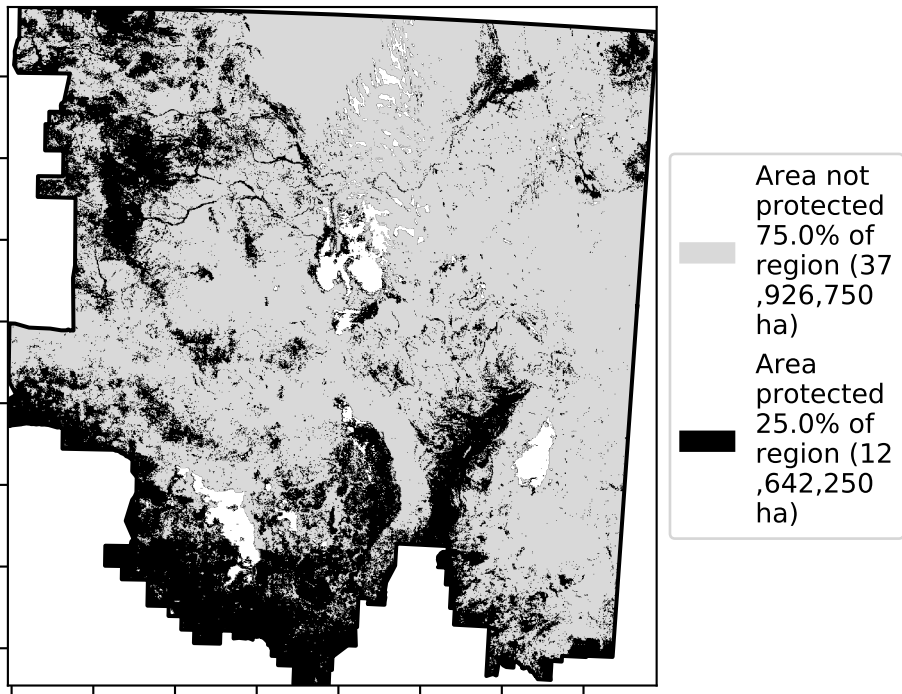 Area not
protected
75.0% of
region (37
,926,750
ha)
Area
protected
25.0% of
region (12
,642,250
ha)